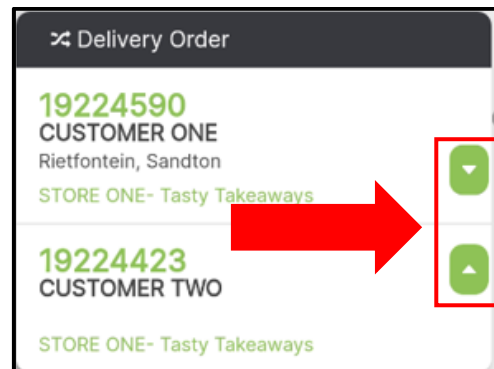 Delivery Order
19224590
CUSTOMER ONE
Rietfontein, Sandton
STORE ONE- Tasty Takeaways
19224423
CUSTOMER TWO
STORE ONE- Tasty Takeaways